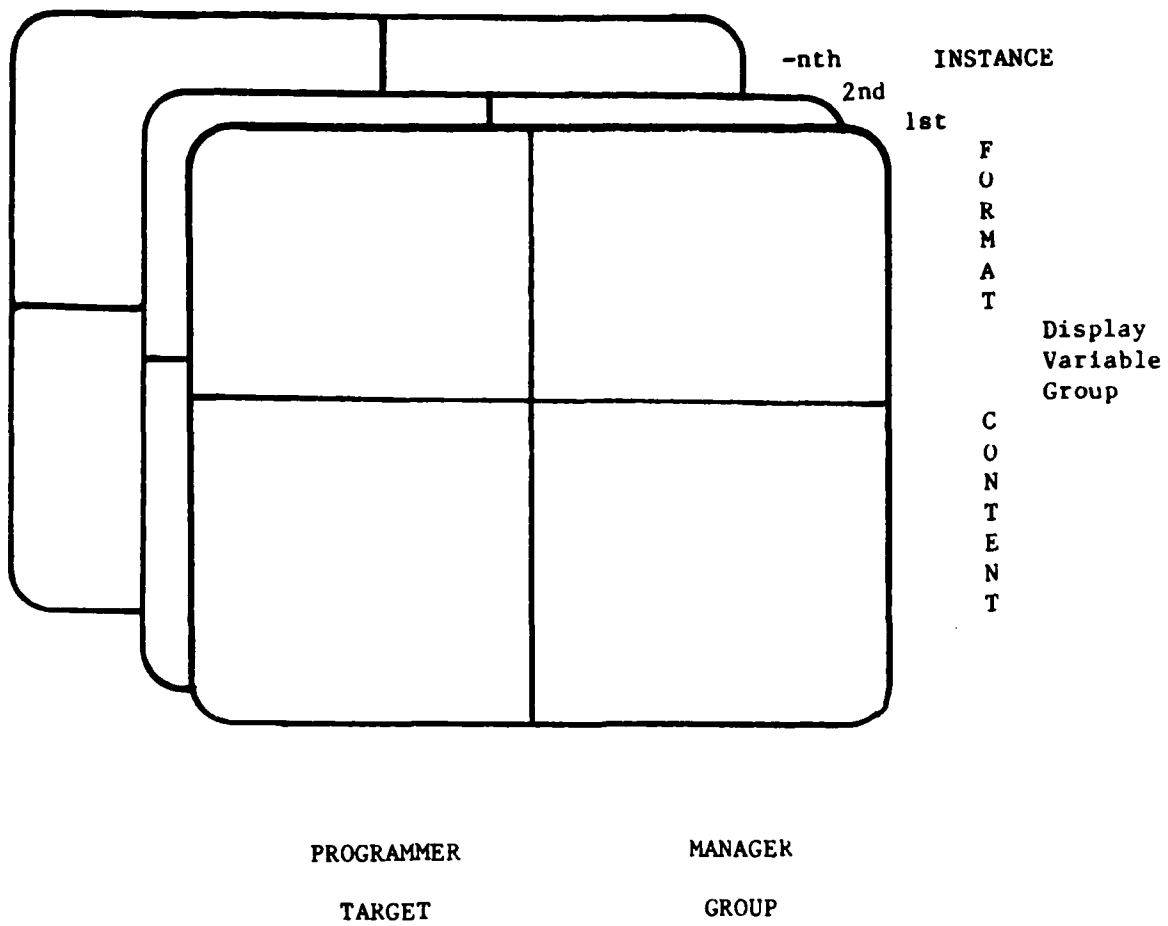 -nth INSTANCE
2nd
1st
FORMAT
Display
Variable
Group
CONTENT
PROGRAMMER MANAGER
TARGET GROUP